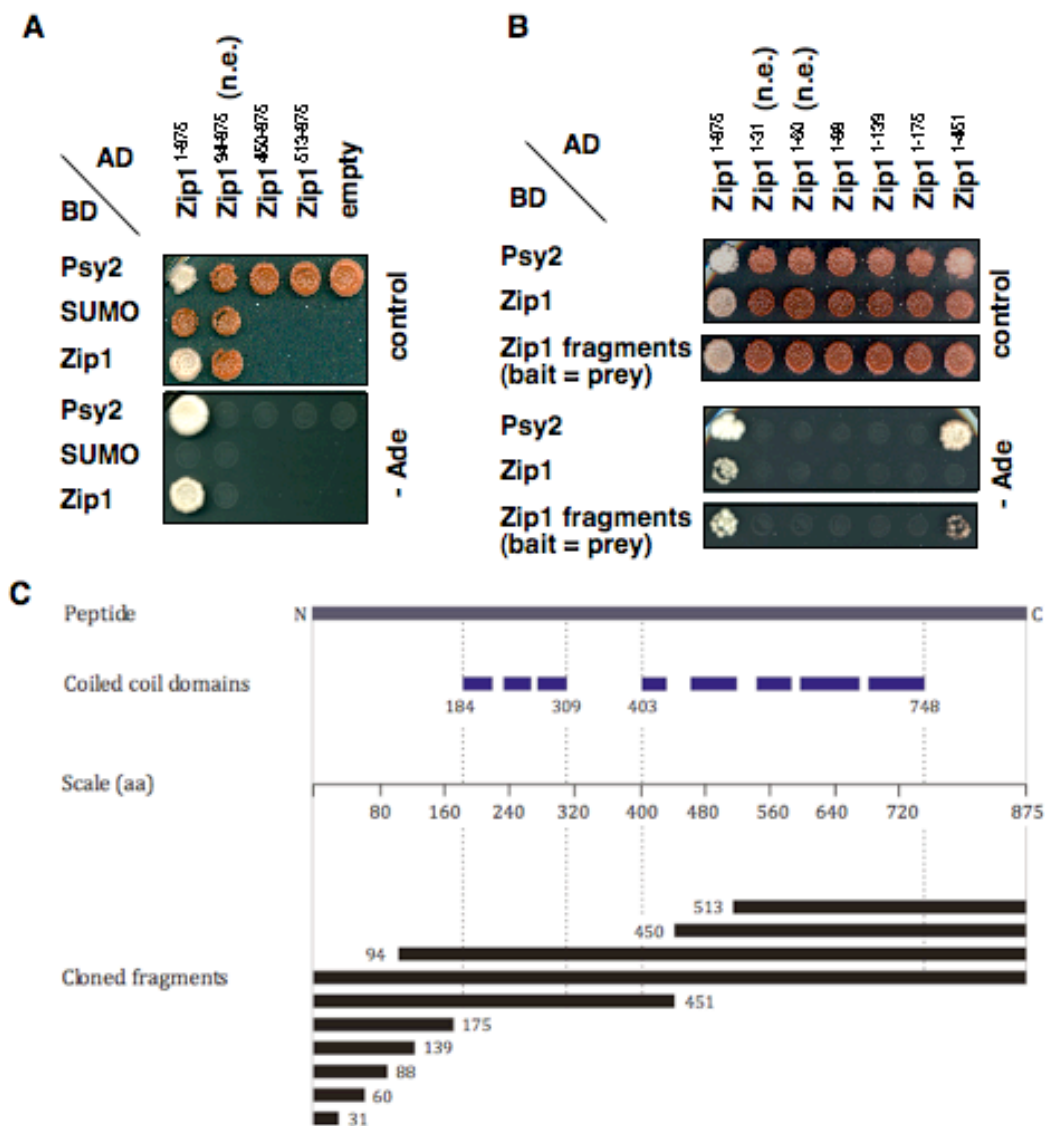 A
AD
BD
Zip1 1-875
Zip1 94-875 (n.e.)
Zip1 450-875
Zip1 513-875
empty
Psy2
SUMO
Zip1
control
Psy2
SUMO
Zip1
- Ade
B
AD
BD
Zip1 1-875
Zip1 1-31 (n.e.)
Zip1 1-60 (n.e.)
Zip1 1-99
Zip1 1-139
Zip1 1-175
Zip1 1-451
Psy2
Zip1
Zip1 fragments
(bait = prey)
control
Psy2
Zip1
Zip1 fragments
(bait = prey)
- Ade
C
Peptide N C
Coiled coil domains
184 309 403 748
Scale (aa)
80 160 240 320 400 480 560 640 720 875
513
450
94
Cloned fragments
451
175
139
88
60
31